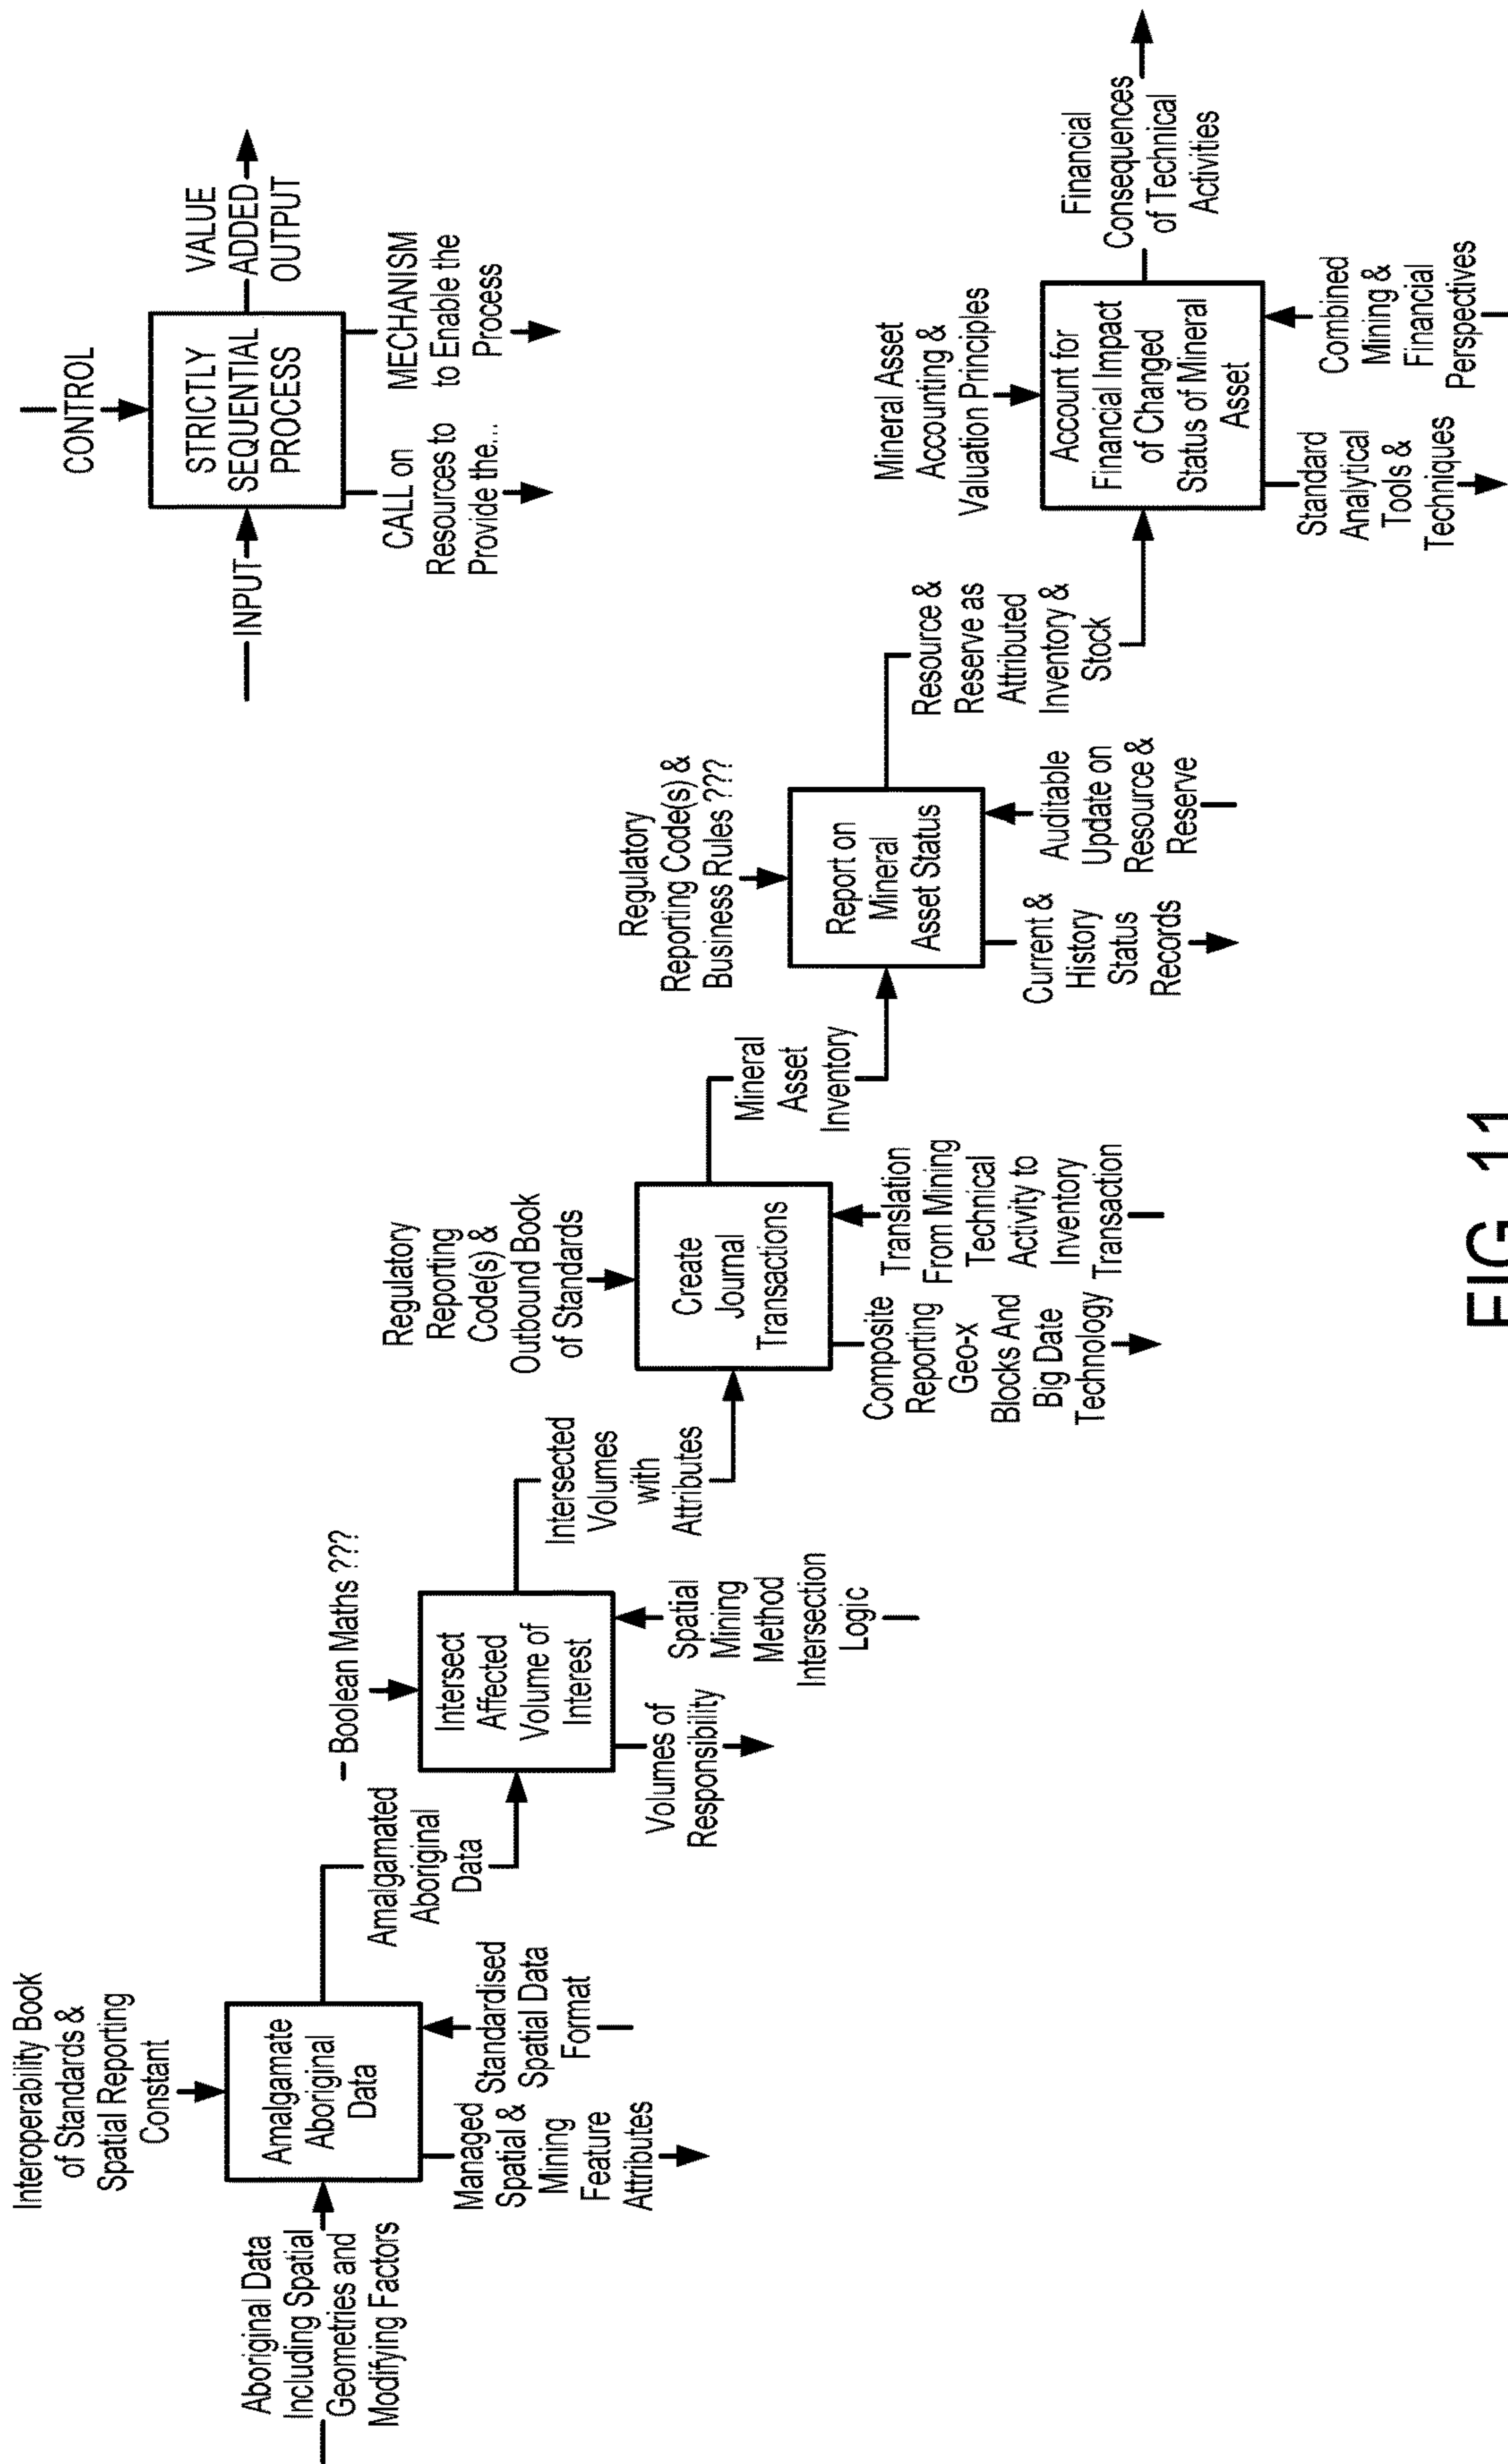 CONTROL
INPUT
STRICTLY
SEQUENTIAL
PROCESS
VALUE
ADDED
OUTPUT
CALL on
Resources to
Provide the...
MECHANISM
to Enable the
Process
Interoperability Book
of Standards &
Spatial Reporting
Constant
Aboriginal Data
Including Spatial
Geometries and
Modifying Factors
Amalgamate
Aboriginal
Data
Managed
Spatial &
Mining
Feature
Attributes
Standardised
Spatial Data
Format
Amalgamated
Aboriginal
Data
Boolean Maths ???
Intersect
Affected
Volume of
Interest
Volumes of
Responsibility
Spatial
Mining
Method
Intersection
Logic
Intersected
Volumes
with
Attributes
Regulatory
Reporting
Code(s) &
Outbound Book
of Standards
Create
Journal
Transactions
Composite
Reporting
Geo-x
Blocks And
Big Date
Technology
Translation
From Mining
Technical
Activity to
Inventory
Transaction
Mineral
Asset
Inventory
Regulatory
Reporting Code(s) &
Business Rules ???
Report on
Mineral
Asset Status
Current &
History
Status
Records
Auditable
Update on
Resource &
Reserve
Resource &
Reserve as
Attributed
Inventory &
Stock
Mineral Asset
Accounting &
Valuation Principles
Account for
Financial Impact
of Changed
Status of Mineral
Asset
Standard
Analytical
Tools &
Techniques
Combined
Mining &
Financial
Perspectives
Financial
Consequences
of Technical
Activities
FIG. 11